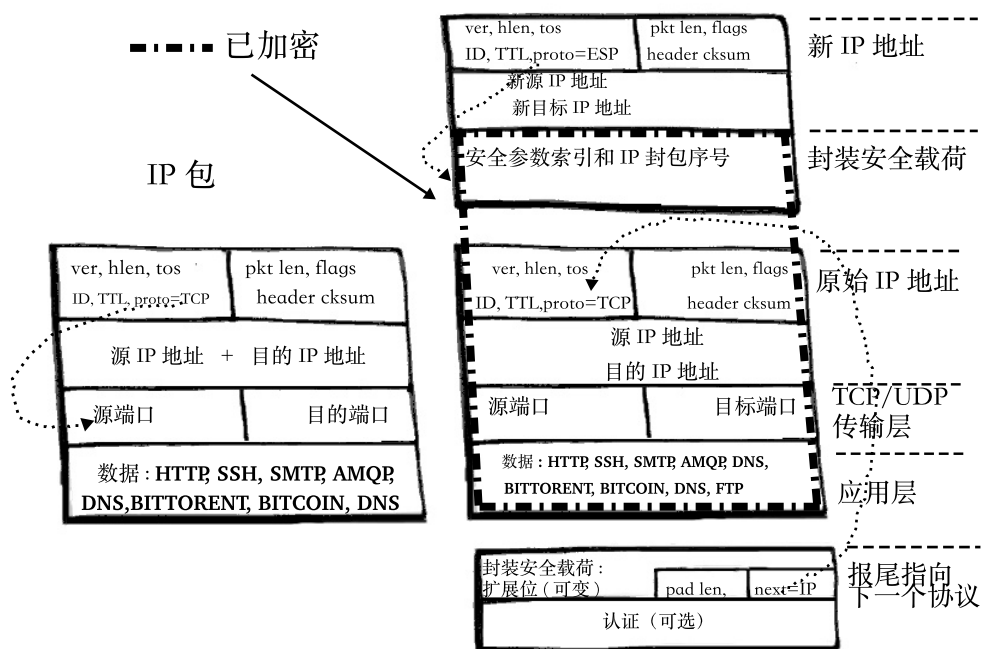 已加密
ver, hlen, tos
pkt len, flags
ID, TTL,proto=ESP
header cksum
新源 IP 地址
新目标 IP 地址
新 IP 地址
安全参数索引和 IP 封包序号
封装安全载荷
IP 包
ver, hlen, tos
pkt len, flags
ID, TTL, proto=TCP
header cksum
源 IP 地址 + 目的 IP 地址
源端口
目的端口
数据 : HTTP, SSH, SMTP, AMQP,
DNS,BITTORENT, BITCOIN, DNS
ver, hlen, tos
pkt len, flags
ID, TTL,proto=TCP
header cksum
原始 IP 地址
源 IP 地址
目的 IP 地址
源端口
目标端口
TCP/UDP
传输层
数据 : HTTP, SSH, SMTP, AMQP, DNS,
BITTORENT, BITCOIN, DNS, FTP
应用层
封装安全载荷 :
扩展位 ( 可变 )
pad len,
next=IP
认证（可选）
报尾指向
下一个协议